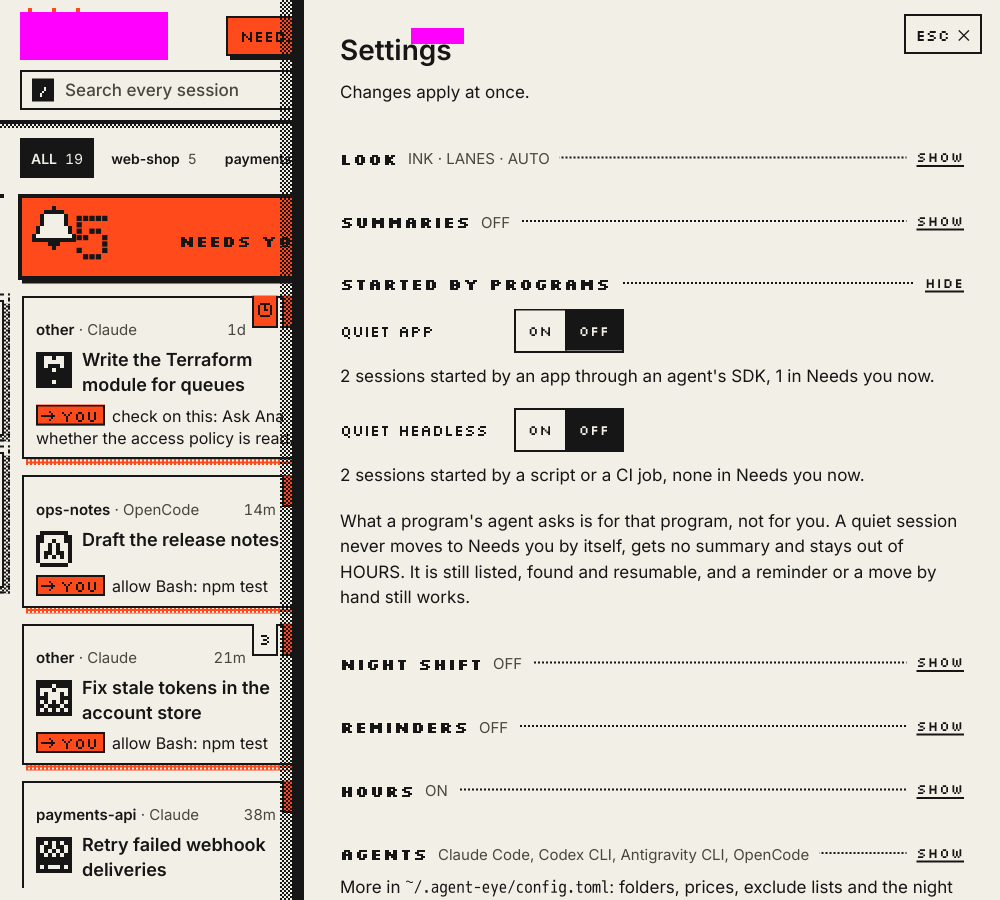 NEED
Search every session
ALL 19
web-shop 5
payments
5
NEEDS YO
other · Claude 1d
Write the Terraform
module for queues
→ YOU check on this: Ask Ana
whether the access policy is read
ops-notes · OpenCode 14m
Draft the release notes
→ YOU allow Bash: npm test
3
other · Claude 21m
Fix stale tokens in the
account store
→ YOU allow Bash: npm test
payments-api · Claude 38m
Retry failed webhook
deliveries
Settings
ESC ×
Changes apply at once.
LOOK INK · LANES · AUTO SHOW
SUMMARIES OFF SHOW
STARTED BY PROGRAMS HIDE
QUIET APP ON OFF
2 sessions started by an app through an agent's SDK, 1 in Needs you now.
QUIET HEADLESS ON OFF
2 sessions started by a script or a CI job, none in Needs you now.
What a program's agent asks is for that program, not for you. A quiet session
never moves to Needs you by itself, gets no summary and stays out of
HOURS. It is still listed, found and resumable, and a reminder or a move by
hand still works.
NIGHT SHIFT OFF SHOW
REMINDERS OFF SHOW
HOURS ON SHOW
AGENTS Claude Code, Codex CLI, Antigravity CLI, OpenCode SHOW
More in ~/.agent-eye/config.toml: folders, prices, exclude lists and the night